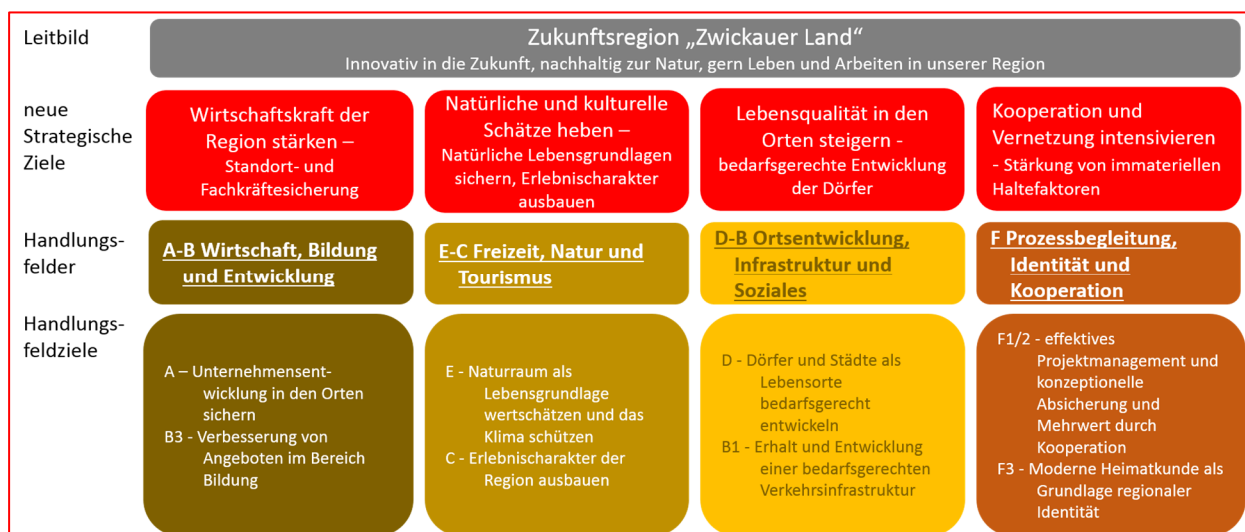 Leitbild
Zukunftsregion „Zwickauer Land“
Innovativ in die Zukunft, nachhaltig zur Natur, gern Leben und Arbeiten in unserer Region
neue
Strategische
Ziele
Wirtschaftskraft der
Region stärken –
Standort- und
Fachkräftesicherung
Natürliche und kulturelle
Schätze heben –
Natürliche Lebensgrundlagen
sichern, Erlebnischarakter
ausbauen
Lebensqualität in den
Orten steigern -
bedarfsgerechte Entwicklung
der Dörfer
Kooperation und
Vernetzung intensivieren
- Stärkung von immateriellen
Haltefaktoren
Handlungs-
felder
A-B Wirtschaft, Bildung
und Entwicklung
E-C Freizeit, Natur und
Tourismus
D-B Ortsentwicklung,
Infrastruktur und
Soziales
F Prozessbegleitung,
Identität und
Kooperation
Handlungs-
feldziele
A – Unternehmensent-
wicklung in den Orten
sichern
B3 - Verbesserung von
Angeboten im Bereich
Bildung
E - Naturraum als
Lebensgrundlage
wertschätzen und das
Klima schützen
C - Erlebnischarakter der
Region ausbauen
D - Dörfer und Städte als
Lebensorte
bedarfsgerecht
entwickeln
B1 - Erhalt und Entwicklung
einer bedarfsgerechten
Verkehrsinfrastruktur
F1/2 - effektives
Projektmanagement und
konzeptionelle
Absicherung und
Mehrwert durch
Kooperation
F3 - Moderne Heimatkunde als
Grundlage regionaler
Identität